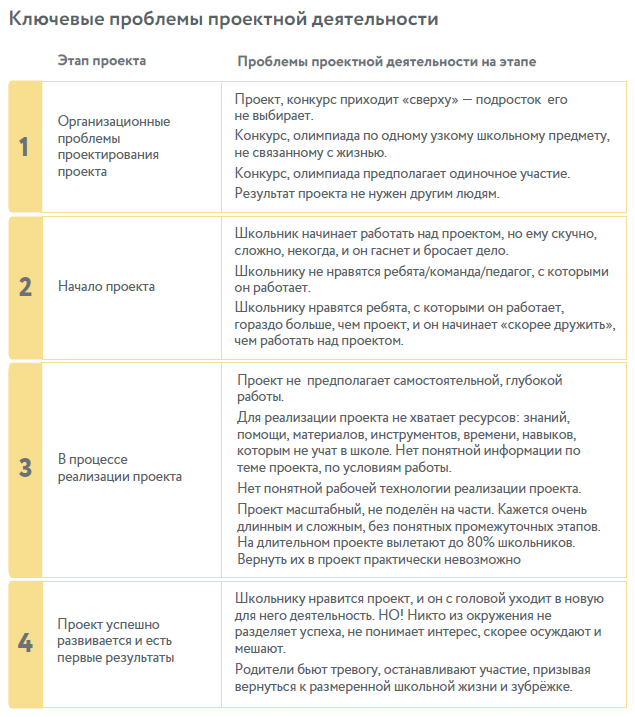 Ключевые проблемы проектной деятельности
Этап проекта
Проблемы проектной деятельности на этапе
1
Организационные
проблемы
проектирования
проекта
Проект, конкурс приходит «сверху» — подросток его
не выбирает.
Конкурс, олимпиада по одному узкому школьному предмету,
не связанному с жизнью.
Конкурс, олимпиада предполагает одиночное участие.
Результат проекта не нужен другим людям.
2
Начало проекта
Школьник начинает работать над проектом, но ему скучно,
сложно, некогда, и он гаснет и бросает дело.
Школьнику не нравятся ребята/команда/педагог, с которыми
он работает.
Школьнику нравятся ребята, с которыми он работает,
гораздо больше, чем проект, и он начинает «скорее дружить»,
чем работать над проектом.
3
В процессе
реализации проекта
Проект не предполагает самостоятельной, глубокой
работы.
Для реализации проекта не хватает ресурсов: знаний,
помощи, материалов, инструментов, времени, навыков,
которым не учат в школе. Нет понятной информации по
теме проекта, по условиям работы.
Нет понятной рабочей технологии реализации проекта.
Проект масштабный, не поделён на части. Кажется очень
длинным и сложным, без понятных промежуточных этапов.
На длительном проекте вылетают до 80% школьников.
Вернуть их в проект практически невозможно
4
Проект успешно
развивается и есть
первые результаты
Школьнику нравится проект, и он с головой уходит в новую
для него деятельность. НО! Никто из окружения не
разделяет успеха, не понимает интерес, скорее осуждают и
мешают.
Родители бьют тревогу, останавливают участие, призывая
вернуться к размеренной школьной жизни и зубрёжке.